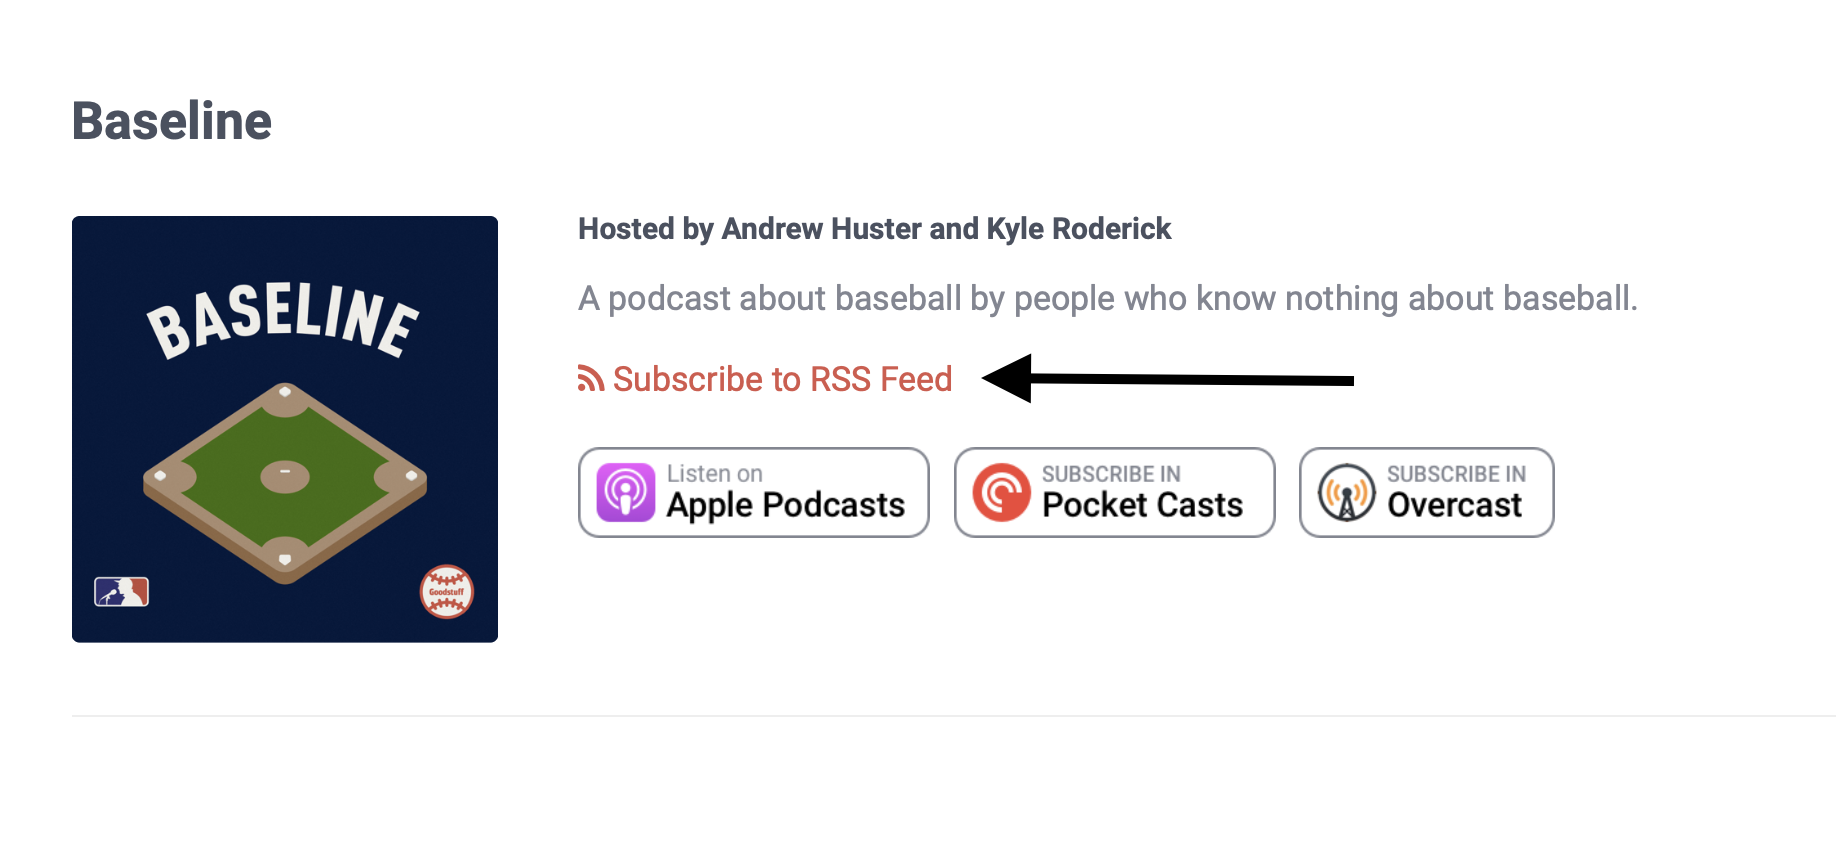 Baseline
BASELINE
Goodstuff
Hosted by Andrew Huster and Kyle Roderick
A podcast about baseball by people who know nothing about baseball.
Subscribe to RSS Feed
Listen on
Apple Podcasts
SUBSCRIBE IN
Pocket Casts
SUBSCRIBE IN
Overcast